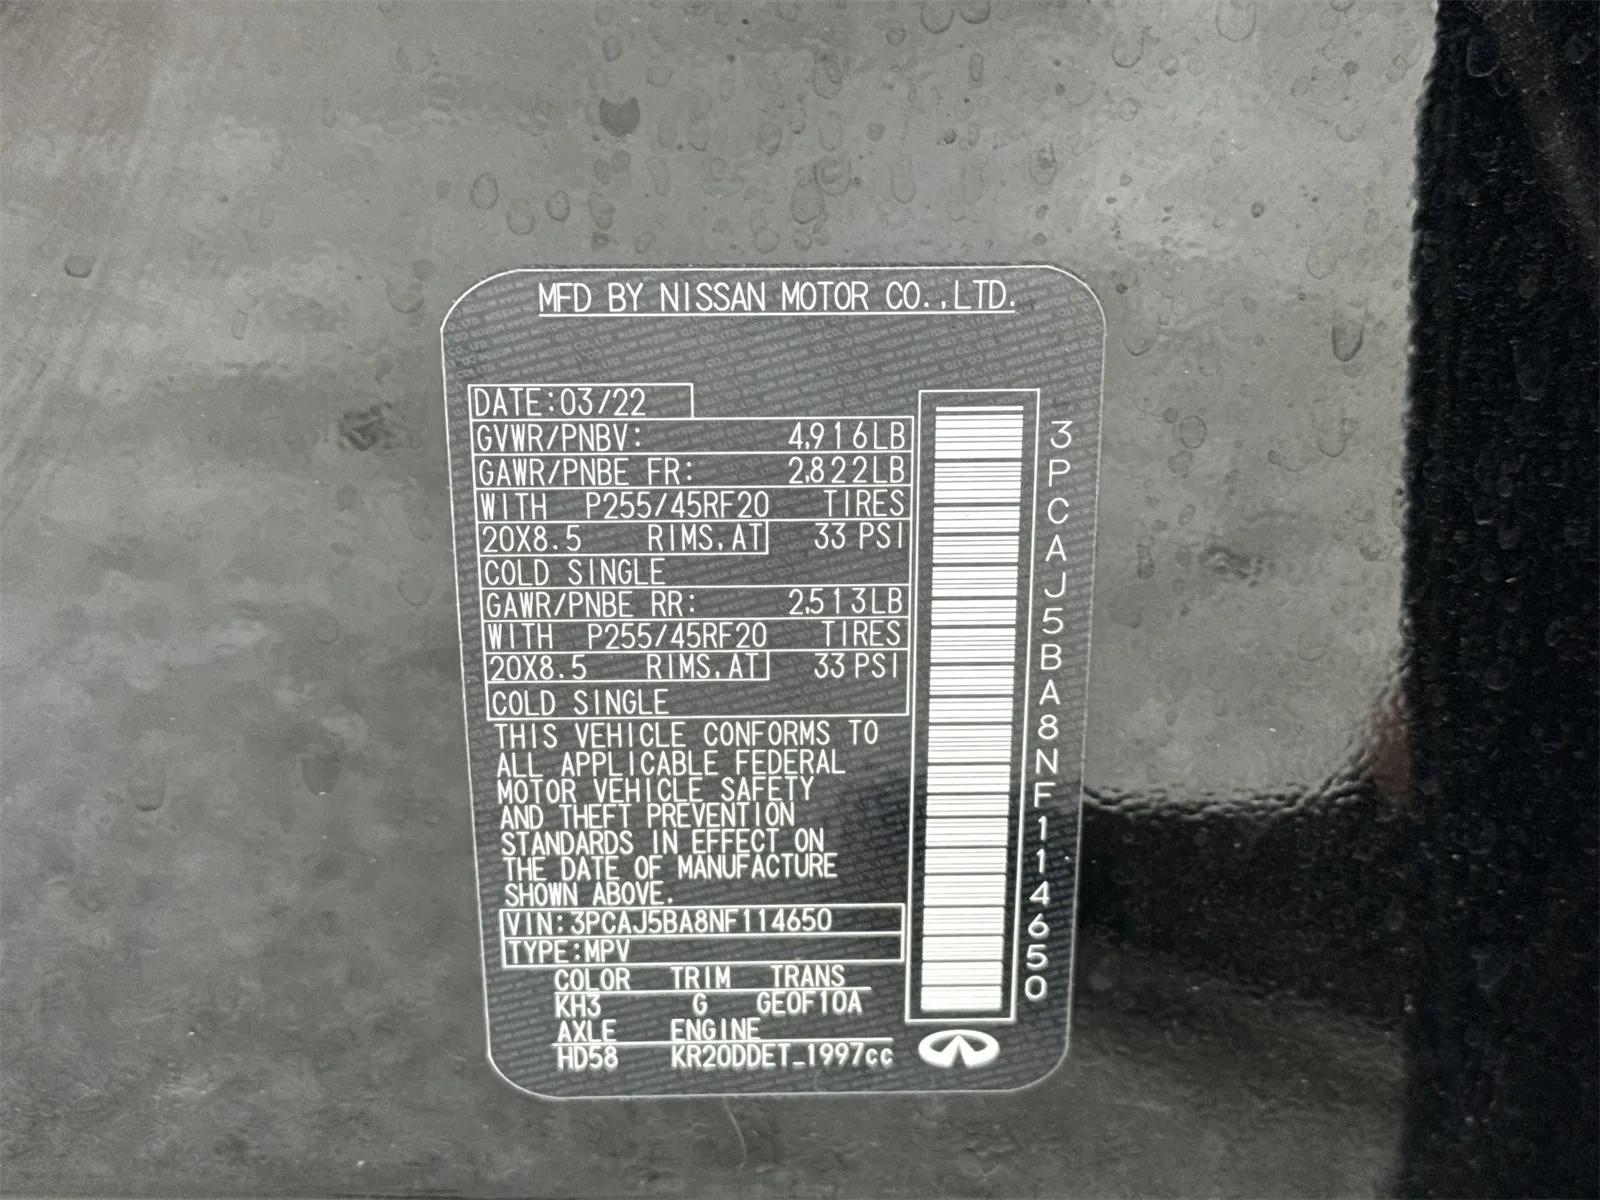 MFD BY NISSAN MOTOR CO.,LTD.
DATE:03/22
GVWR/PNBV: 4,916LB
GAWR/PNBE FR: 2,822LB
WITH P255/45RF20 TIRES
20X8.5 RIMS,AT 33 PSI
COLD SINGLE
GAWR/PNBE RR: 2,513LB
WITH P255/45RF20 TIRES
20X8.5 RIMS,AT 33 PSI
COLD SINGLE
THIS VEHICLE CONFORMS TO
ALL APPLICABLE FEDERAL
MOTOR VEHICLE SAFETY
AND THEFT PREVENTION
STANDARDS IN EFFECT ON
THE DATE OF MANUFACTURE
SHOWN ABOVE.
VIN:3PCAJ5BA8NF114650
TYPE:MPV
COLOR TRIM TRANS
KH3 G GE0F10A
AXLE ENGINE
HD58 KR20DDET_1997cc
3PCAJ5BA8NF114650